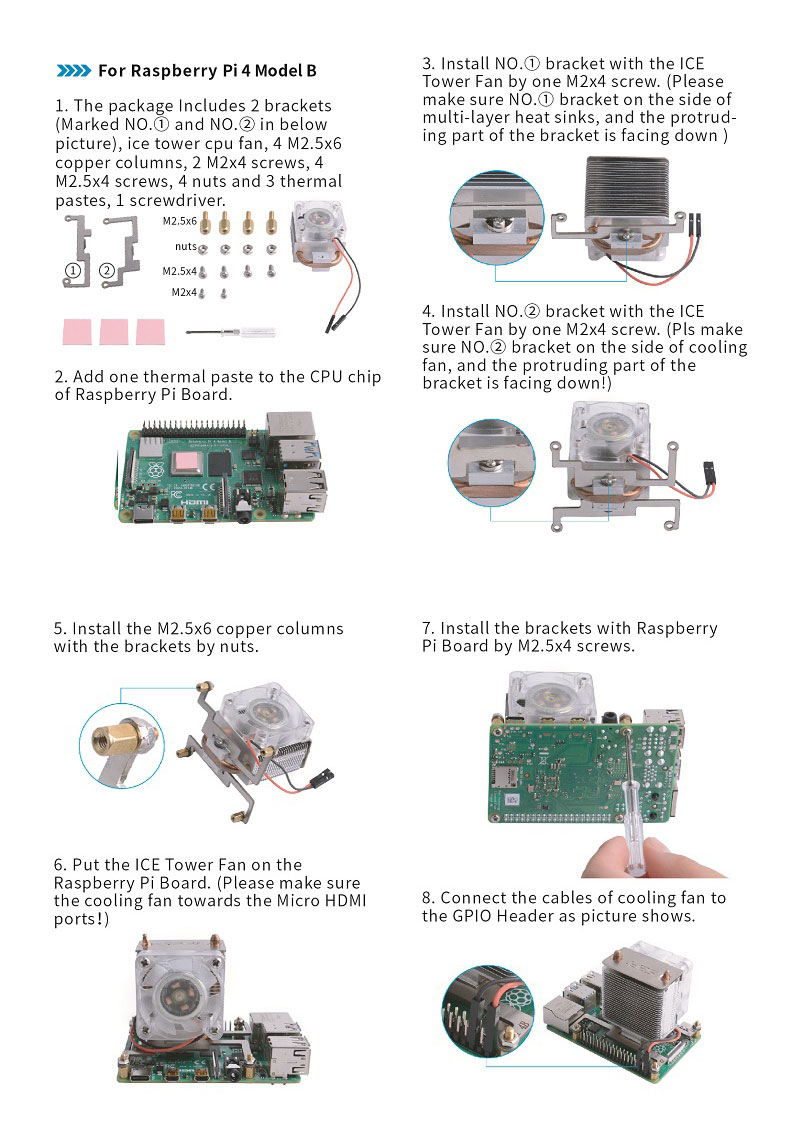 For Raspberry Pi 4 Model B
1. The package Includes 2 brackets
(Marked NO.① and NO.② in below
picture), ice tower cpu fan, 4 M2.5x6
copper columns, 2 M2x4 screws, 4
M2.5x4 screws, 4 nuts and 3 thermal
pastes, 1 screwdriver.
M2.5x6
nuts
M2.5x4
M2x4
①
②
2. Add one thermal paste to the CPU chip
of Raspberry Pi Board.
HDMI
3. Install NO.① bracket with the ICE
Tower Fan by one M2x4 screw. (Please
make sure NO.① bracket on the side of
multi-layer heat sinks, and the protrud-
ing part of the bracket is facing down )
4. Install NO.② bracket with the ICE
Tower Fan by one M2x4 screw. (Pls make
sure NO.② bracket on the side of cooling
fan, and the protruding part of the
bracket is facing down!)
5. Install the M2.5x6 copper columns
with the brackets by nuts.
6. Put the ICE Tower Fan on the
Raspberry Pi Board. (Please make sure
the cooling fan towards the Micro HDMI
ports!)
7. Install the brackets with Raspberry
Pi Board by M2.5x4 screws.
8. Connect the cables of cooling fan to
the GPIO Header as picture shows.